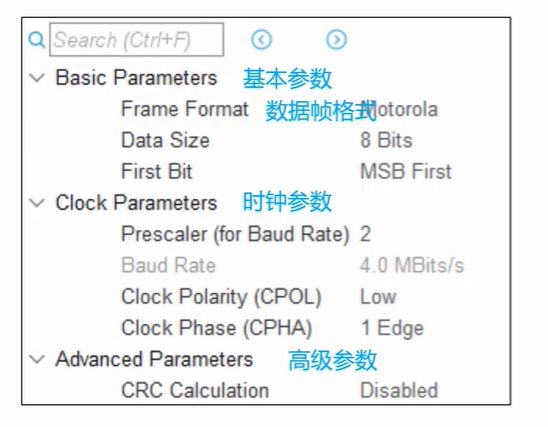 Search (Ctrl+F)
Basic Parameters 基本参数
Frame Format 数据帧格式 Motorola
Data Size 8 Bits
First Bit MSB First
Clock Parameters 时钟参数
Prescaler (for Baud Rate) 2
Baud Rate 4.0 MBits/s
Clock Polarity (CPOL) Low
Clock Phase (CPHA) 1 Edge
Advanced Parameters 高级参数
CRC Calculation Disabled